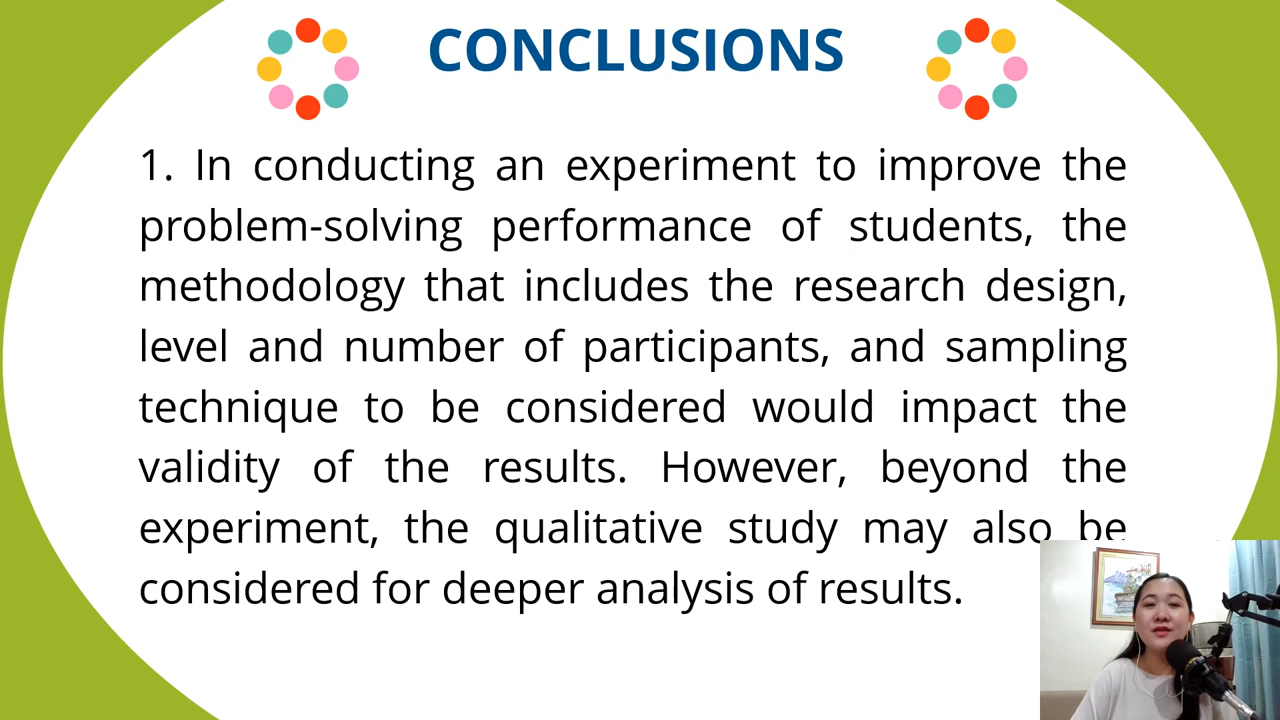 CONCLUSIONS
1. In conducting an experiment to improve the
problem-solving performance of students, the
methodology that includes the research design,
level and number of participants, and sampling
technique to be considered would impact the
validity of the results. However, beyond the
experiment, the qualitative study may also be
considered for deeper analysis of results.